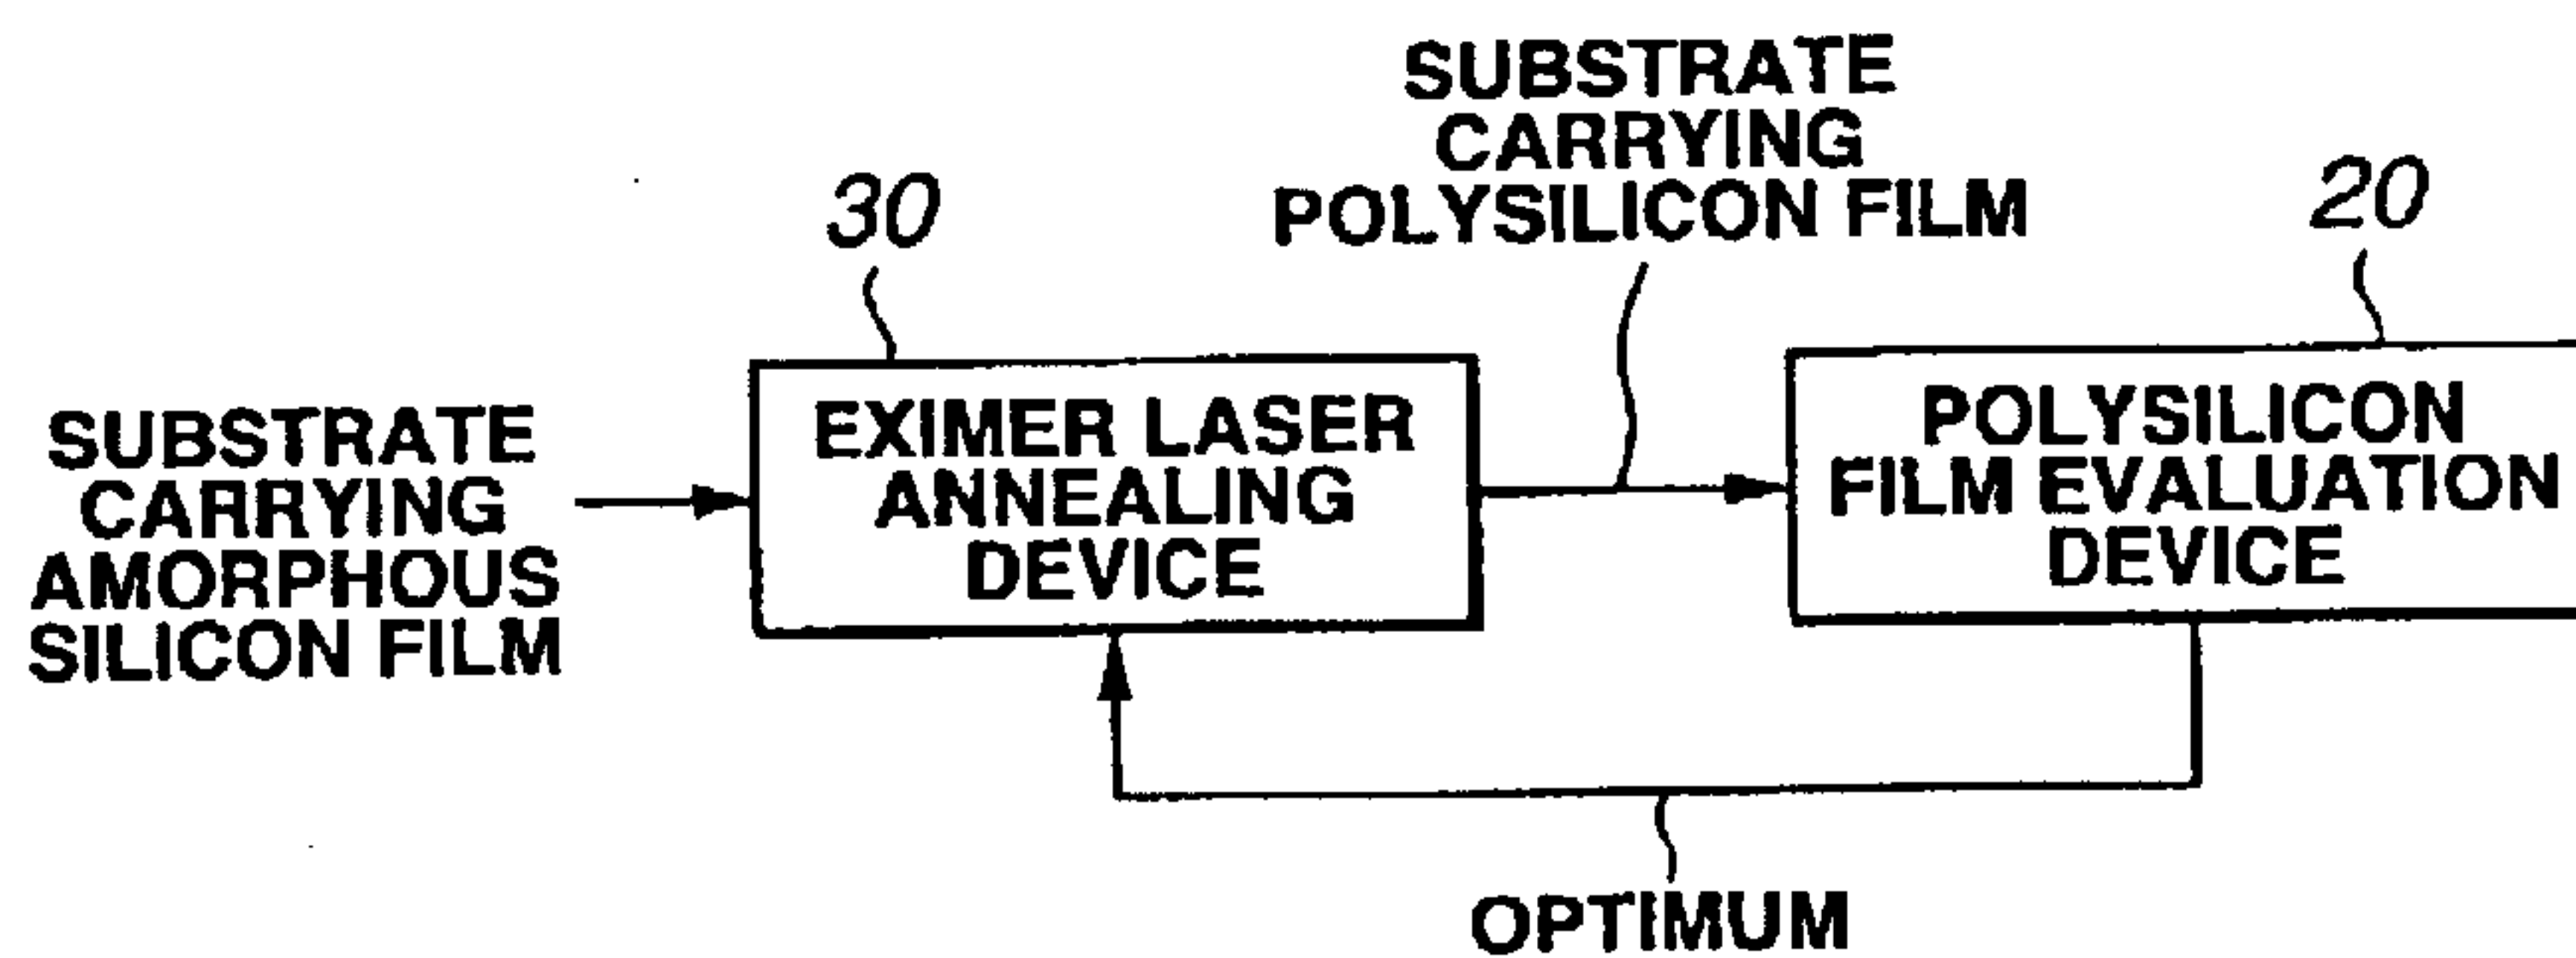 SUBSTRATE
CARRYING
POLYSILICON FILM
30
20
SUBSTRATE
CARRYING
AMORPHOUS
SILICON FILM
EXIMER LASER
ANNEALING
DEVICE
POLYSILICON
FILM EVALUATION
DEVICE
OPTIMUM